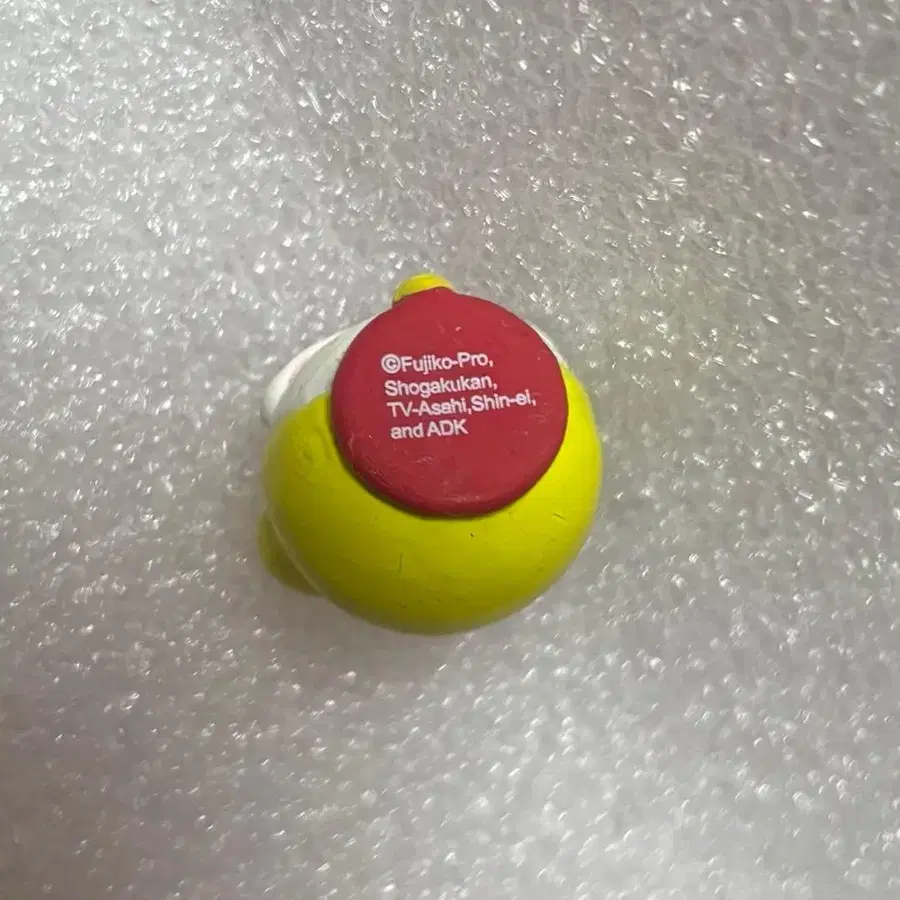 ©Fujiko-Pro,
Shogakukan,
TV-Asahi,Shin-ei,
and ADK